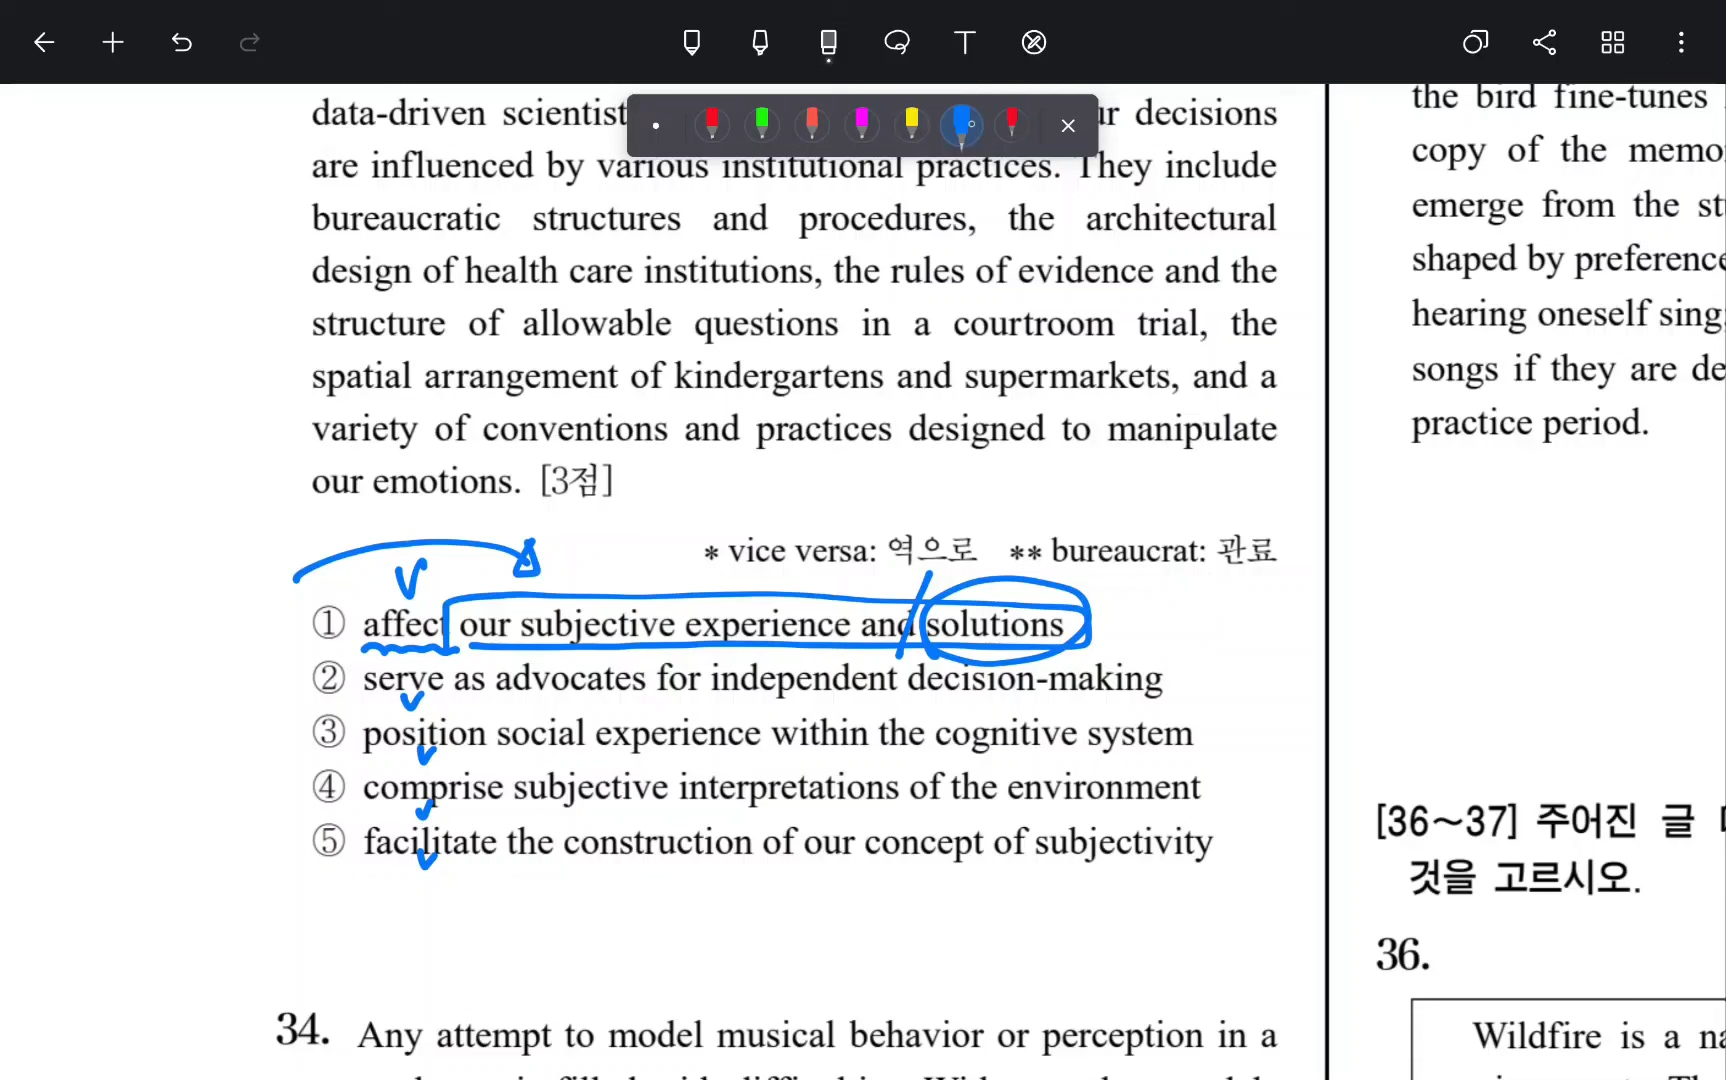 data-driven scientist
ur decisions
are influenced by various institutional practices. They include
bureaucratic structures and procedures, the architectural
design of health care institutions, the rules of evidence and the
structure of allowable questions in a courtroom trial, the
spatial arrangement of kindergartens and supermarkets, and a
variety of conventions and practices designed to manipulate
our emotions. [3점]
* vice versa: 역으로 ** bureaucrat: 관료
① affect our subjective experience and solutions
② serve as advocates for independent decision-making
③ position social experience within the cognitive system
④ comprise subjective interpretations of the environment
⑤ facilitate the construction of our concept of subjectivity
34. Any attempt to model musical behavior or perception in a
the bird fine-tunes
copy of the memo
emerge from the st
shaped by preference
hearing oneself sing
songs if they are de
practice period.
[36~37] 주어진 글
것을 고르시오.
36.
Wildfire is a na